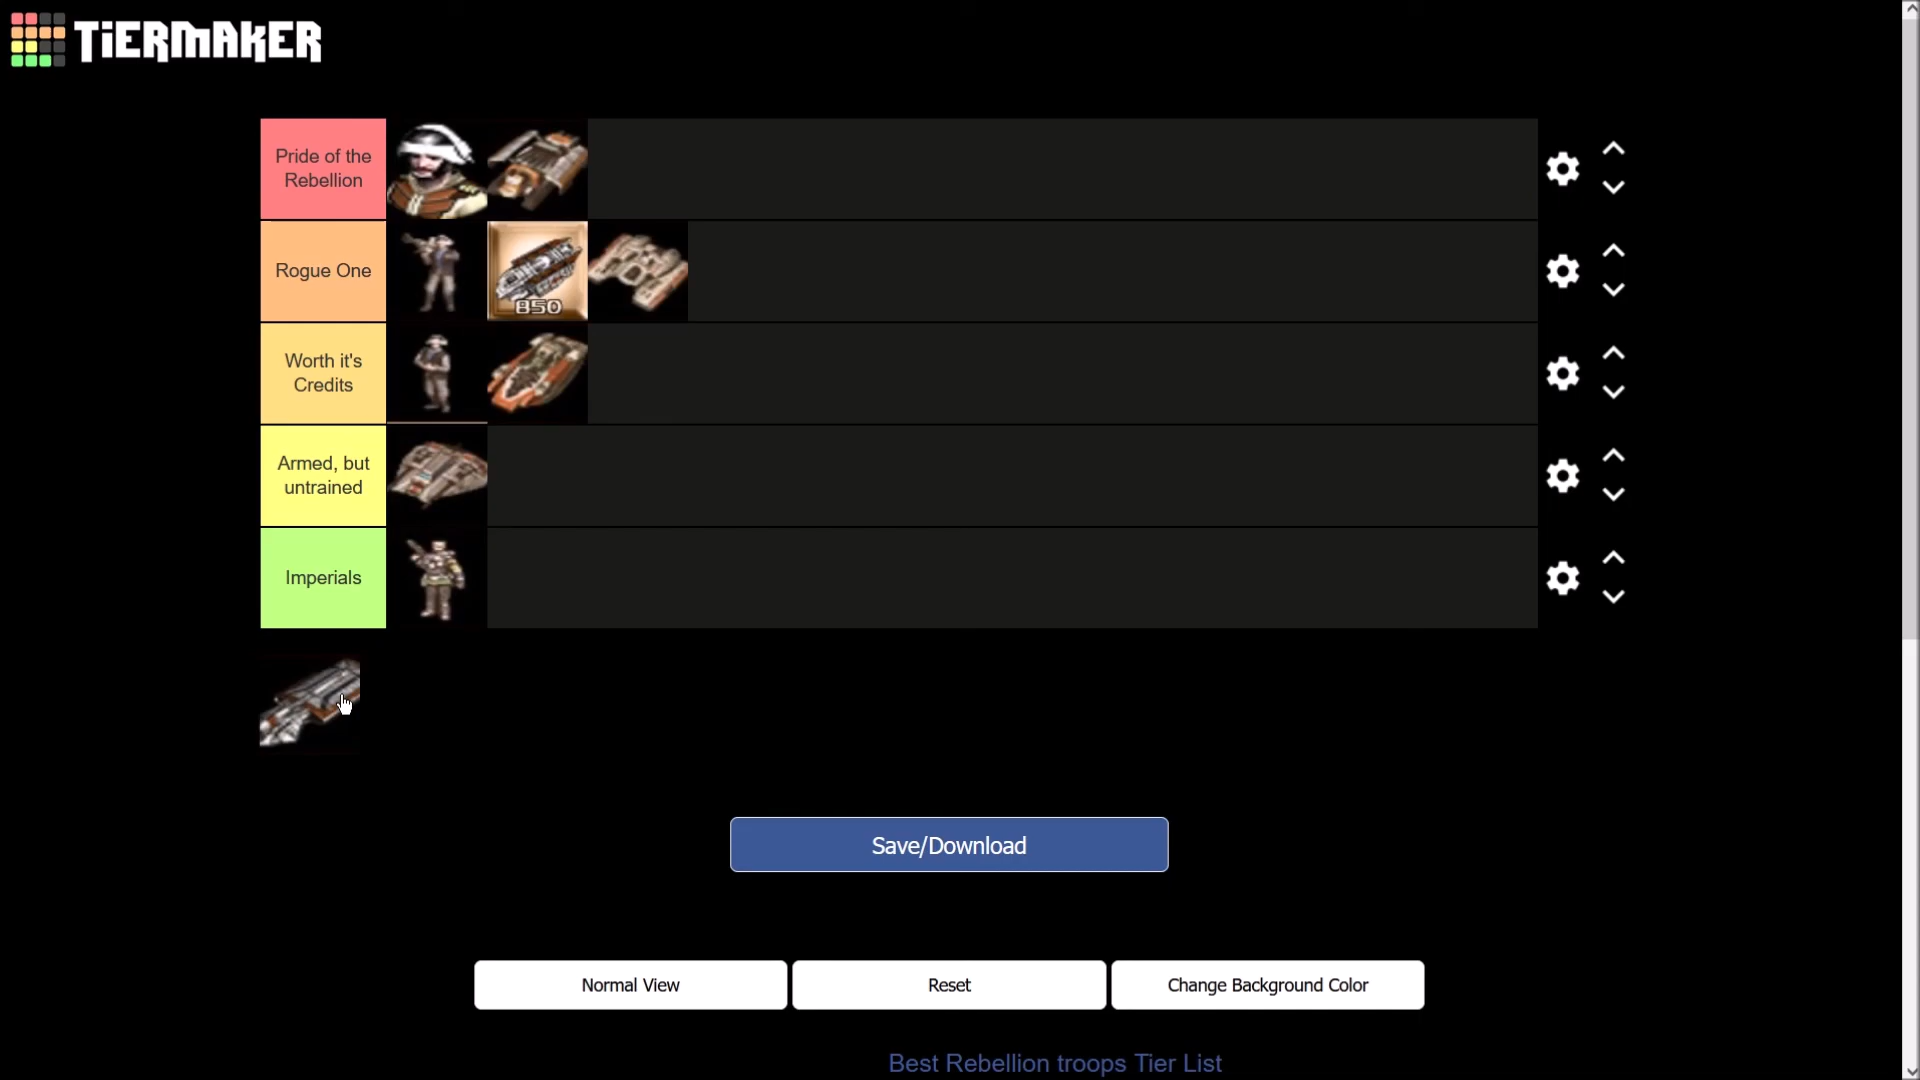 TiERMAKER
Pride of the
Rebellion
Rogue One
850
Worth it's
Credits
Armed, but
untrained
Imperials
Save/Download
Normal View
Reset
Change Background Color
Best Rebellion troops Tier List